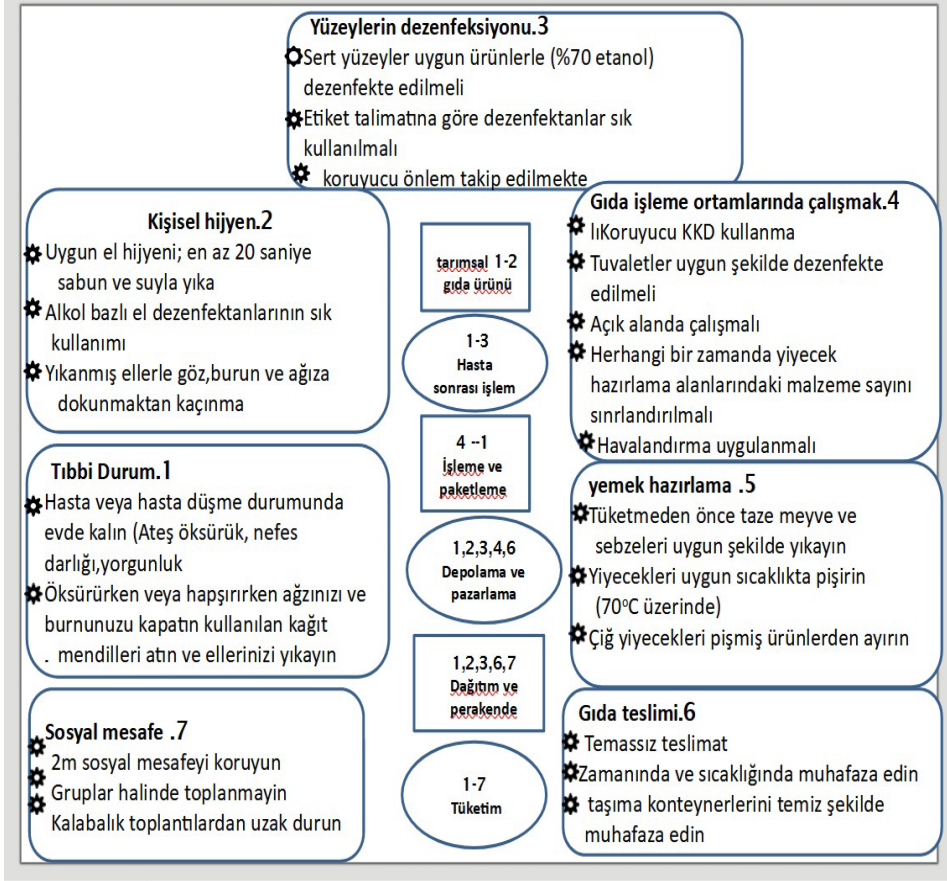 Yüzeylerin dezenfeksiyonu.3
Sert yüzeyler uygun ürünlerle (%70 etanol)
dezenfekte edilmeli
Etiket talimatına göre dezenfektanlar sık
kullanılmalı
koruyucu önlem takip edilmekte
Kişisel hijyen.2
Uygun el hijyeni; en az 20 saniye
sabun ve suyla yıka
Alkol bazlı el dezenfektanlarının sık
kullanımı
Yıkanmış ellerle göz,burun ve ağıza
dokunmaktan kaçınma
Tıbbi Durum.1
Hasta veya hasta düşme durumunda
evde kalın (Ateş öksürük, nefes
darlığı,yorgunluk
Öksürürken veya hapşırırken ağzınızı ve
burnunuzu kapatın kullanılan kağıt
. mendilleri atın ve ellerinizi yıkayın
Sosyal mesafe .7
2m sosyal mesafeyi koruyun
Gruplar halinde toplanmayin
Kalabalık toplantılardan uzak durun
tarımsal 1-2
gıda ürünü
1-3
Hasta
sonrası işlem
4 --1
İşleme ve
paketleme
1,2,3,4,6
Depolama ve
pazarlama
1,2,3,6,7
Dağıtım ve
perakende
1-7
Tüketim
Gıda işleme ortamlarında çalışmak.4
lıKoruyucu KKD kullanma
Tuvaletler uygun şekilde dezenfekte
edilmeli
Açık alanda çalışmalı
Herhangi bir zamanda yiyecek
hazırlama alanlarındaki malzeme sayını
sınrlandırılmalı
Havalandırma uygulanmalı
yemek hazırlama .5
Tüketmeden önce taze meyve ve
sebzeleri uygun şekilde yıkayın
Yiyecekleri uygun sıcaklıkta pişirin
(70ºC üzerinde)
Çiğ yiyecekleri pişmiş ürünlerden ayırın
Gıda teslimi.6
Temassız teslimat
Zamanında ve sıcaklığında muhafaza edin
taşıma konteynerlerini temiz şekilde
muhafaza edin